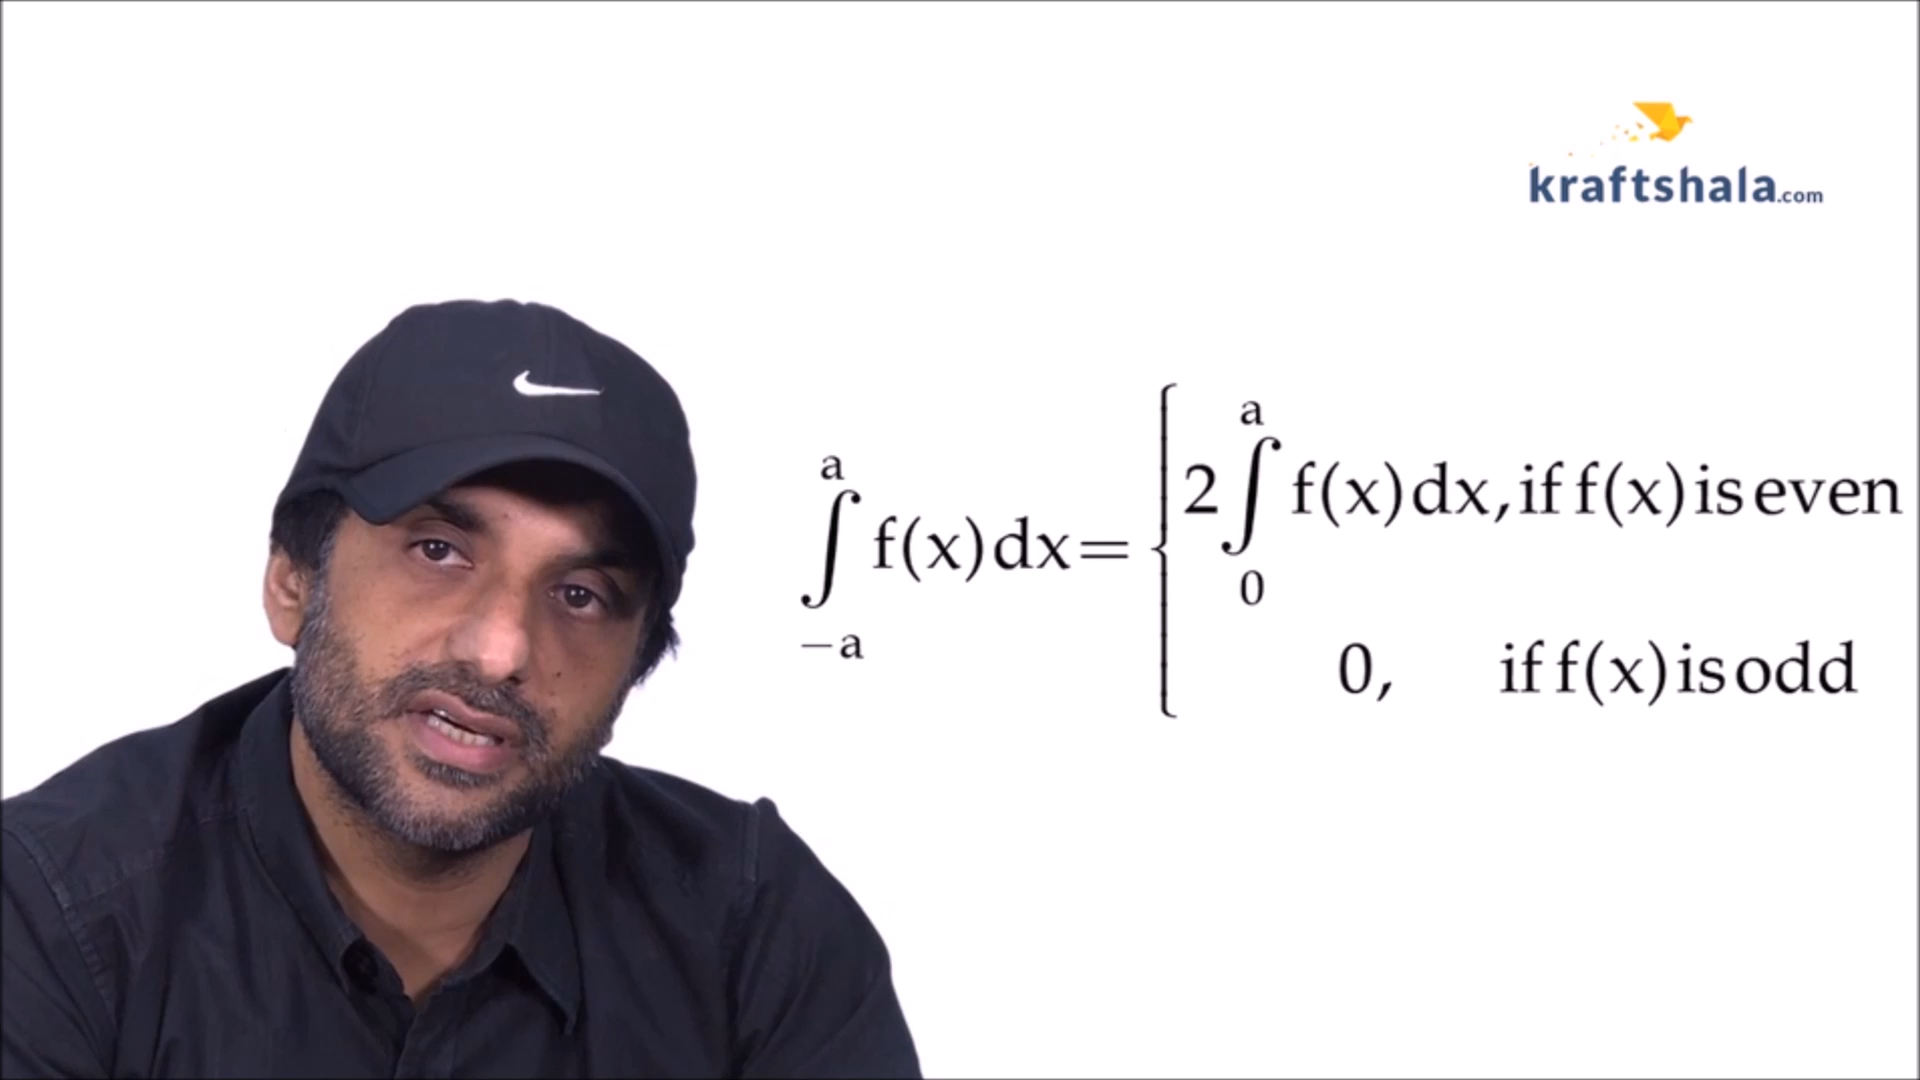 kraftshala.com
a
∫ f(x)dx=
−a
a
2∫ f(x)dx, if f(x) is even
0
0, if f(x) is odd